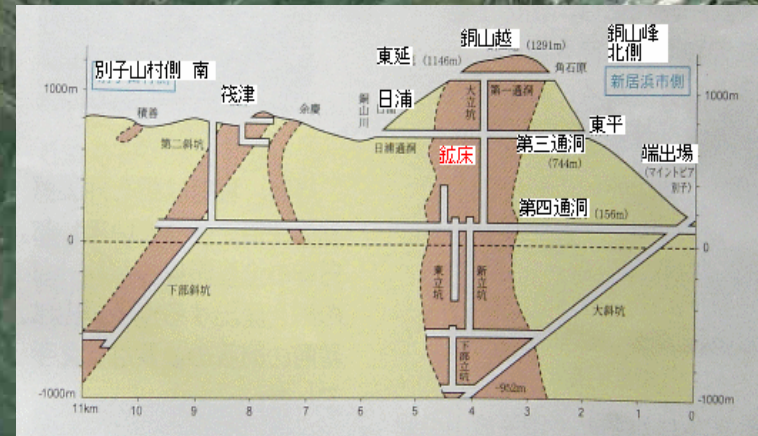 銅山越
(1291m)
銅山峰
北側
東延
(1146m)
別子山村側 南
新居浜市側
角石原
1000m
1000m
筏津
日浦
大立坑
第一通洞
積善
余慶
銅山川
東平
第二斜坑
日浦通洞
鉱床
第三通洞
(744m)
端出場
(マイントピア
別子)
第四通洞
(156m)
0
0
下部斜坑
東立坑
新立坑
大斜坑
下部立坑
-952m
-1000m
-1000m
11km 10 9 8 7 6 5 4 3 2 1 0